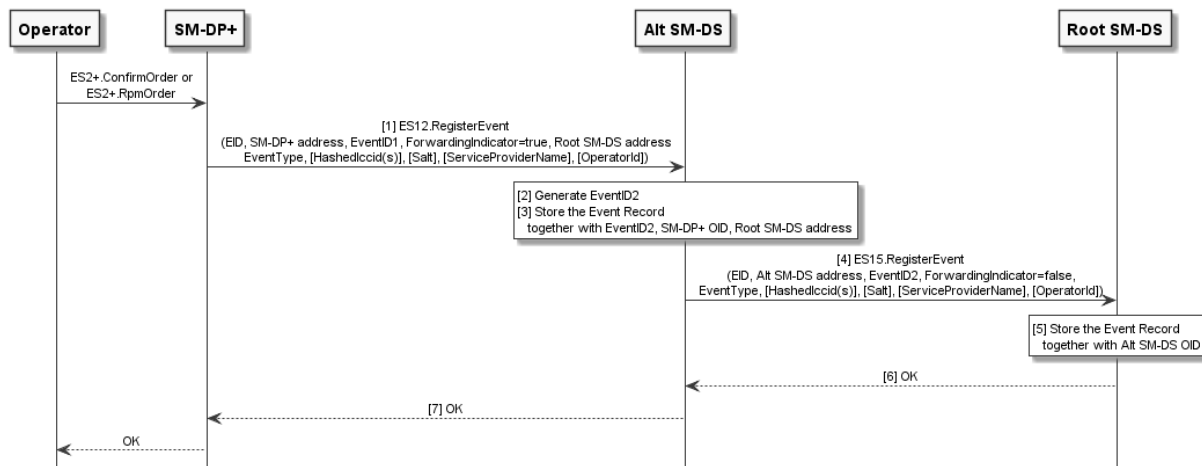 Operator
SM-DP+
Alt SM-DS
Root SM-DS
ES2+.ConfirmOrder or
ES2+.RpmOrder
[1] ES12.RegisterEvent
(EID, SM-DP+ address, EventID1, ForwardingIndicator=true, Root SM-DS address
EventType, [HashedIccid(s)], [Salt], [ServiceProviderName], [OperatorId])
[2] Generate EventID2
[3] Store the Event Record
together with EventID2, SM-DP+ OID, Root SM-DS address
[4] ES15.RegisterEvent
(EID, Alt SM-DS address, EventID2, ForwardingIndicator=false,
EventType, [HashedIccid(s)], [Salt], [ServiceProviderName], [OperatorId])
[5] Store the Event Record
together with Alt SM-DS OID
[6] OK
[7] OK
OK